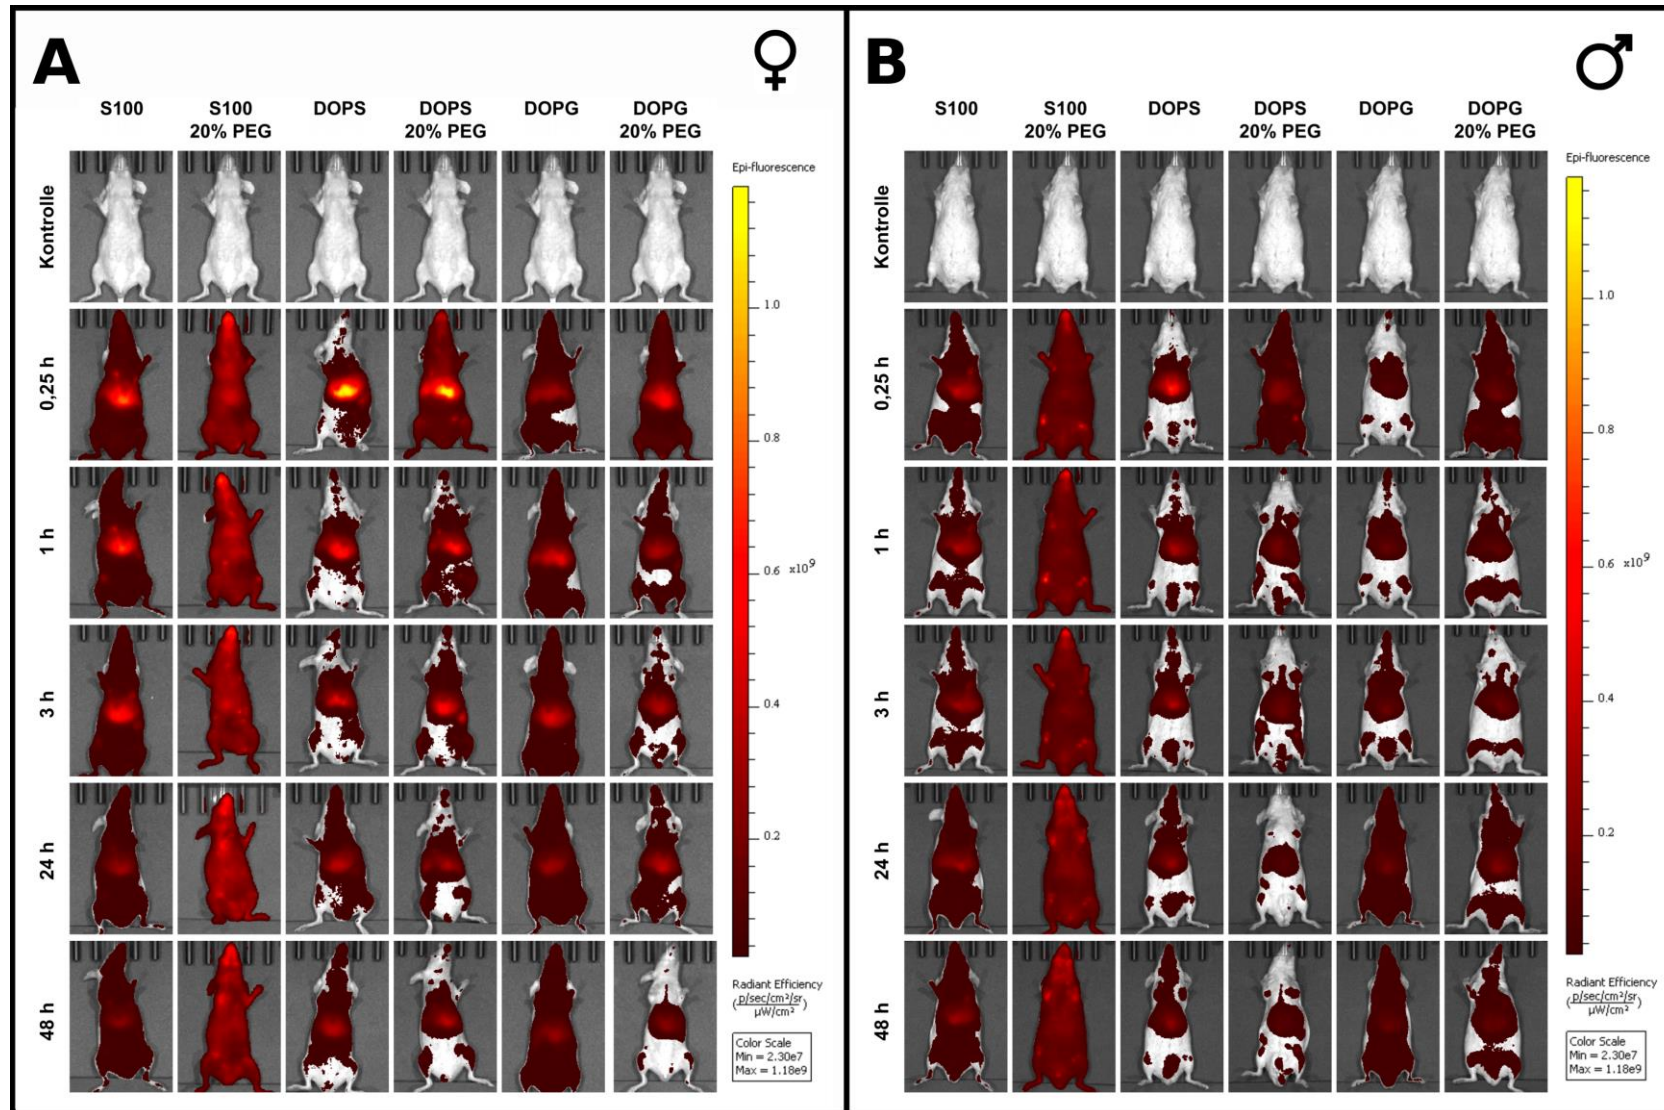 A
♀
S100
S100
20% PEG
DOPS
DOPS
20% PEG
DOPG
DOPG
20% PEG
Kontrolle
0,25 h
1 h
3 h
24 h
48 h
Epi-fluorescence
1.0
0.8
0.6
x10⁹
0.4
0.2
Radiant Efficiency
(p/sec/cm²/sr
µW/cm²)
Color Scale
Min = 2.30e7
Max = 1.18e9
B
♂
S100
S100
20% PEG
DOPS
DOPS
20% PEG
DOPG
DOPG
20% PEG
Kontrolle
0,25 h
1 h
3 h
24 h
48 h
Epi-fluorescence
1.0
0.8
0.6
x10⁹
0.4
0.2
Radiant Efficiency
(p/sec/cm²/sr
µW/cm²)
Color Scale
Min = 2.30e7
Max = 1.18e9